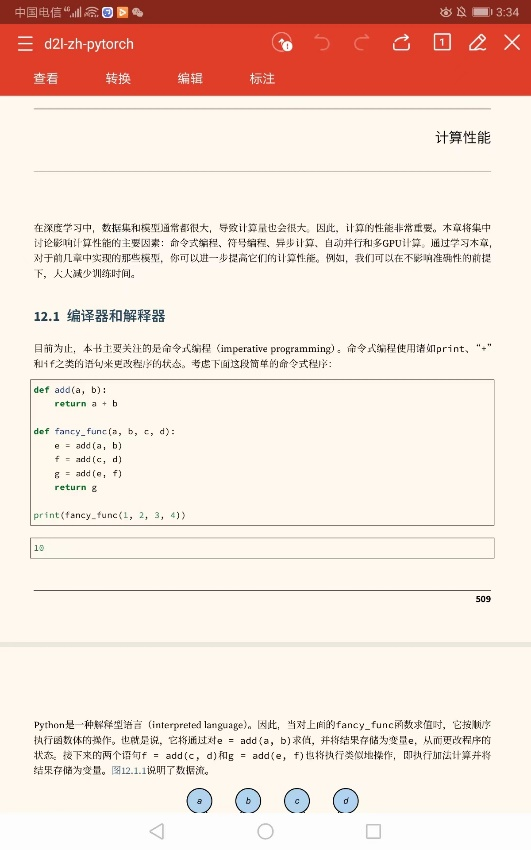 中国电信 3:34
d2l-zh-pytorch 1
查看 转换 编辑 标注
计算性能
在深度学习中，数据集和模型通常都很大，导致计算量也会很大。因此，计算的性能非常重要。本章将集中
讨论影响计算性能的主要因素：命令式编程、符号编程、异步计算、自动并行和多GPU计算。通过学习本章，
对于前几章中实现的那些模型，你可以进一步提高它们的计算性能。例如，我们可以在不影响准确性的前提
下，大大减少训练时间。
12.1 编译器和解释器
目前为止，本书主要关注的是命令式编程（imperative programming）。命令式编程使用诸如print、“+”
和if之类的语句来更改程序的状态。考虑下面这段简单的命令式程序：
def add(a, b):
    return a + b
def fancy_func(a, b, c, d):
    e = add(a, b)
    f = add(c, d)
    g = add(e, f)
    return g
print(fancy_func(1, 2, 3, 4))
10
509
Python是一种解释型语言（interpreted language）。因此，当对上面的fancy_func函数求值时，它按顺序
执行函数体的操作。也就是说，它将通过对e = add(a, b)求值，并将结果存储为变量e，从而更改程序的
状态。接下来的两个语句f = add(c, d)和g = add(e, f)也将执行类似地操作，即执行加法计算并将
结果存储为变量。图12.1.1说明了数据流。
a b c d